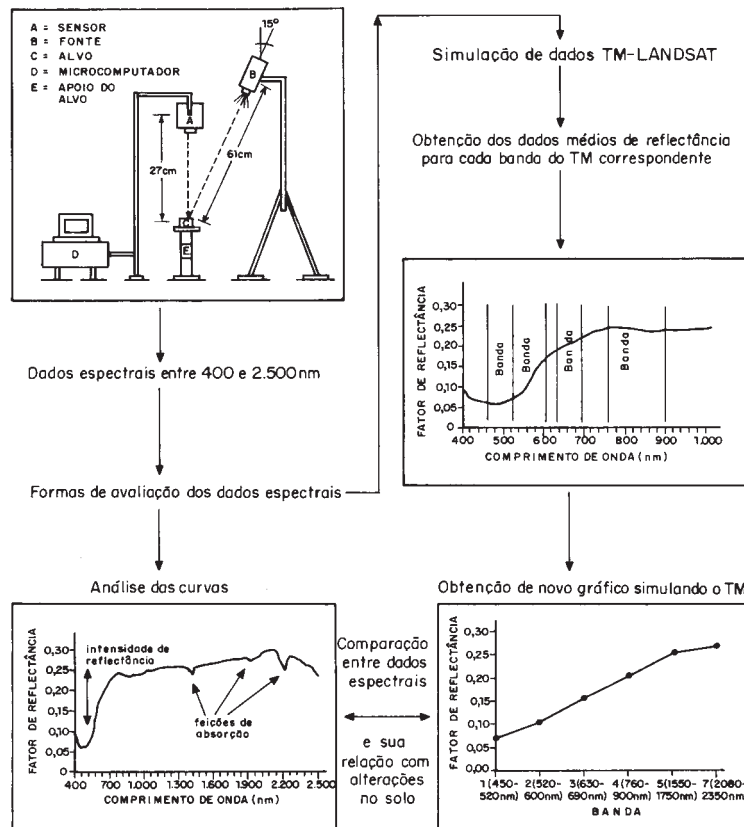 A = SENSOR
B = FONTE
C = ALVO
D = MICROCOMPUTADOR
E = APOIO DO
ALVO
15°
B
A
27cm
61cm
C
E
D
Dados espectrais entre 400 e 2.500nm
Formas de avaliação dos dados espectrais
Análise das curvas
FATOR DE REFLECTÂNCIA
0,30
0,25
0,20
0,15
0,10
0,05
0
intensidade de
reflectância
feições de
absorção
400 700 1.000 1.300 1.600 1.900 2.200 2.500
COMPRIMENTO DE ONDA (nm)
Comparação
entre dados
espectrais
e sua
relação com
alterações
no solo
Simulação de dados TM-LANDSAT
Obtenção dos dados médios de reflectância
para cada banda do TM correspondente
FATOR DE REFLECTÂNCIA
0,30
0,25
0,20
0,15
0,10
0,05
0
Banda
Banda
Banda
Banda
400 500 600 700 800 900 1.000
COMPRIMENTO DE ONDA (nm)
Obtenção de novo gráfico simulando o TM
FATOR DE REFLECTÂNCIA
0,30
0,25
0,20
0,15
0,10
0,05
0,00
1(450- 2(520- 3(630- 4(760- 5(1550- 7(2080-
520nm) 600nm) 690nm) 900nm) 1750nm) 2350nm)
BANDA